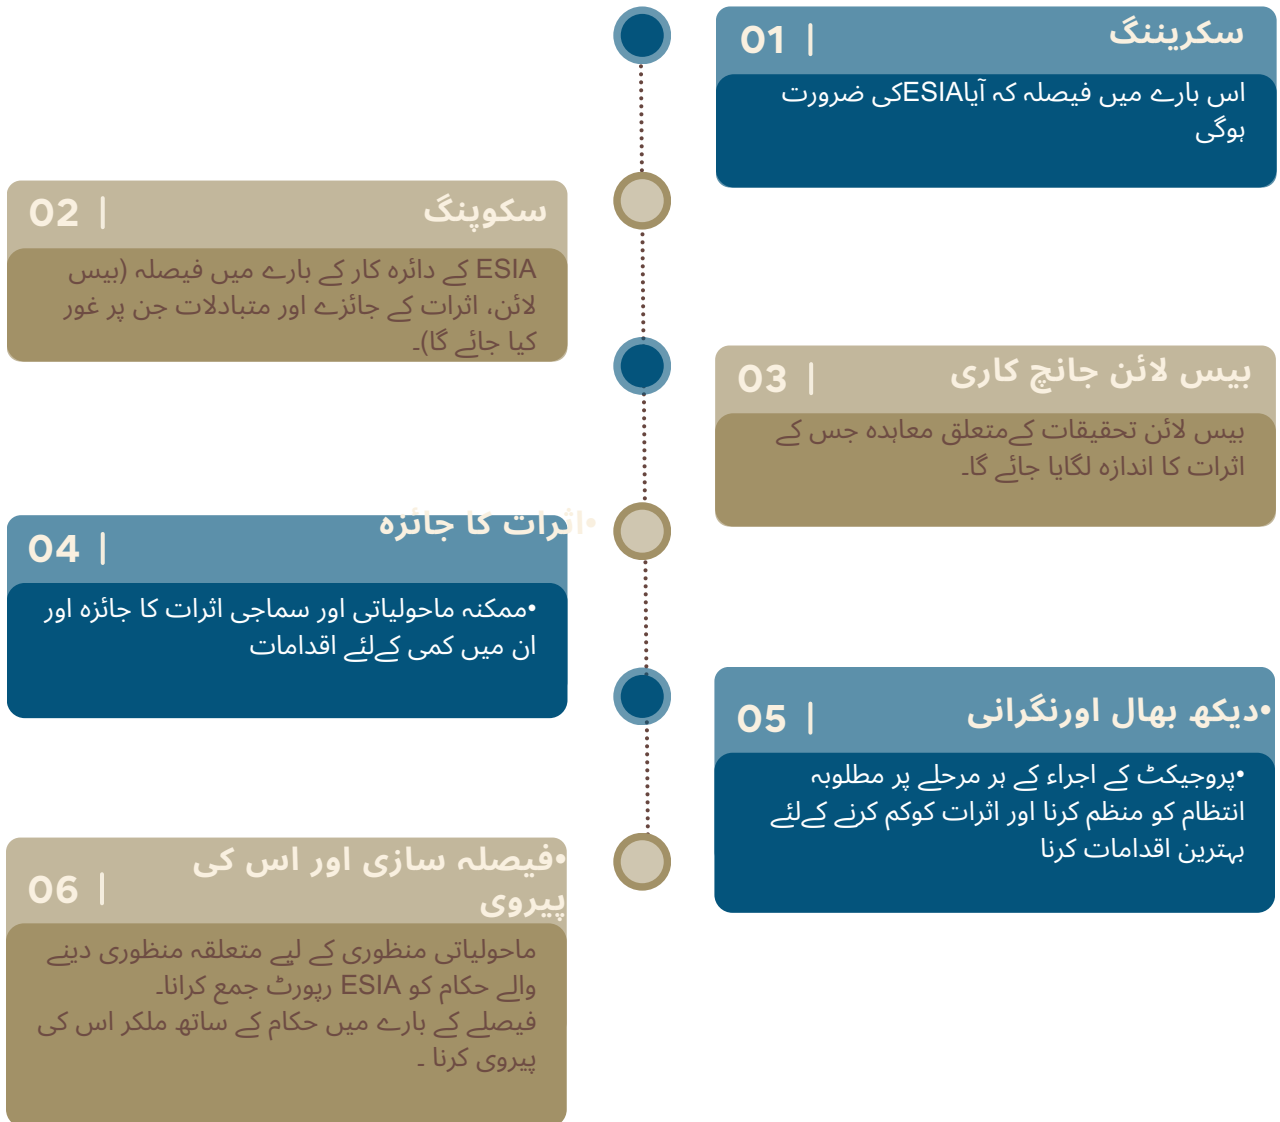 01 |
سکریننگ
اس بارے میں فیصلہ کہ آیاESIAکی ضرورت
ہوگی
02 |
سکوپنگ
ESIA کے دائرہ کار کے بارے میں فیصلہ (بیس
لائن، اثرات کے جائزے اور متبادلات جن پر غور
کیا جائے گا)۔
03 |
بیس لائن جانچ کاری
بیس لائن تحقیقات کےمتعلق معاہدہ جس کے
اثرات کا اندازہ لگایا جائے گا۔
04 |
•اثرات کا جائزہ
•ممکنہ ماحولیاتی اور سماجی اثرات کا جائزہ اور
ان میں کمی کےلئے اقدامات
05 |
•دیکھ بھال اورنگرانی
•پروجیکٹ کے اجراء کے ہر مرحلے پر مطلوبہ
انتظام کو منظم کرنا اور اثرات کوکم کرنے کےلئے
بہترین اقدامات کرنا
06 |
•فیصلہ سازی اور اس کی
پیروی
ماحولیاتی منظوری کے لیے متعلقہ منظوری دینے
والے حکام کو ESIA رپورٹ جمع کرانا۔
فیصلے کے بارے میں حکام کے ساتھ ملکر اس کی
پیروی کرنا ۔